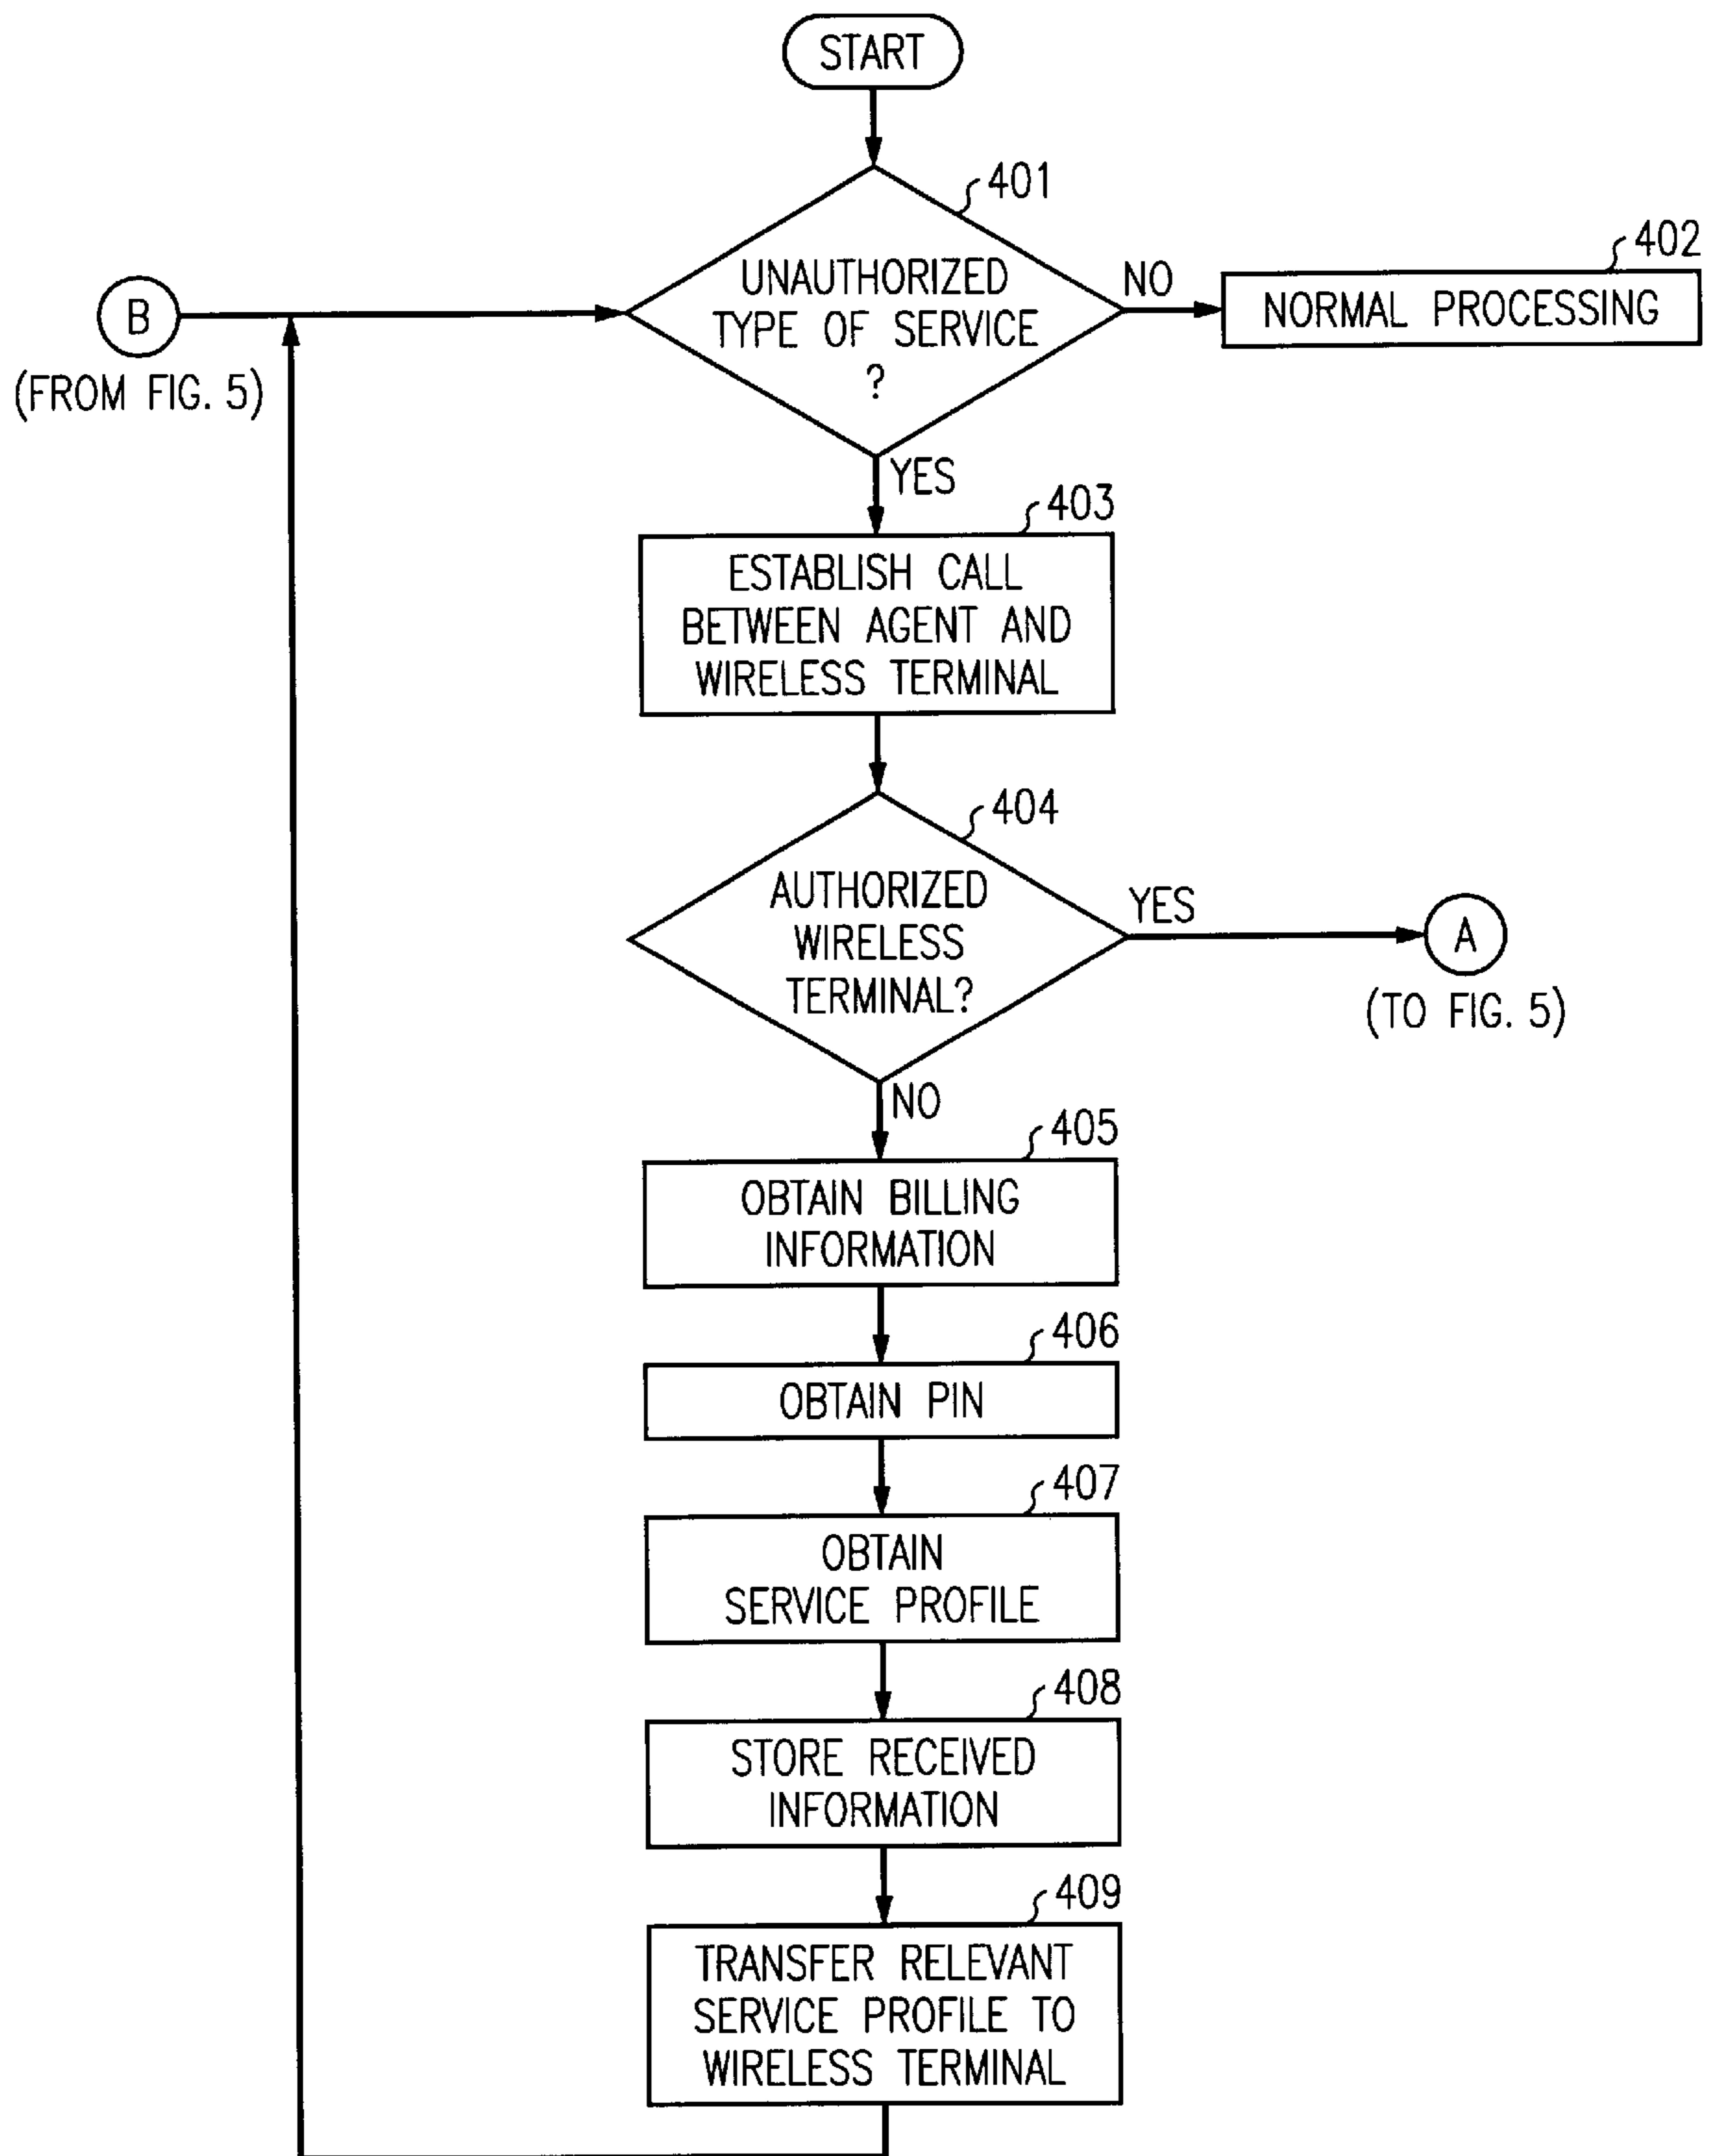 START
401
UNAUTHORIZED
TYPE OF SERVICE
?
NO
402
NORMAL PROCESSING
B
(FROM FIG. 5)
YES
403
ESTABLISH CALL
BETWEEN AGENT AND
WIRELESS TERMINAL
404
AUTHORIZED
WIRELESS
TERMINAL?
YES
A
(TO FIG. 5)
NO
405
OBTAIN BILLING
INFORMATION
406
OBTAIN PIN
407
OBTAIN
SERVICE PROFILE
408
STORE RECEIVED
INFORMATION
409
TRANSFER RELEVANT
SERVICE PROFILE TO
WIRELESS TERMINAL